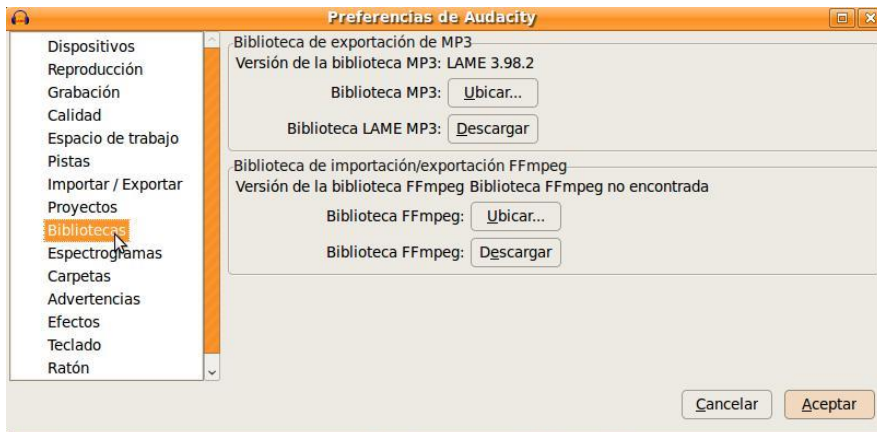 Preferencias de Audacity
Dispositivos
Reproducción
Grabación
Calidad
Espacio de trabajo
Pistas
Importar / Exportar
Proyectos
Bibliotecas
Espectrogramas
Carpetas
Advertencias
Efectos
Teclado
Ratón
Biblioteca de exportación de MP3
Versión de la biblioteca MP3: LAME 3.98.2
Biblioteca MP3: Ubicar...
Biblioteca LAME MP3: Descargar
Biblioteca de importación/exportación FFmpeg
Versión de la biblioteca FFmpeg Biblioteca FFmpeg no encontrada
Biblioteca FFmpeg: Ubicar...
Biblioteca FFmpeg: Descargar
Cancelar Aceptar